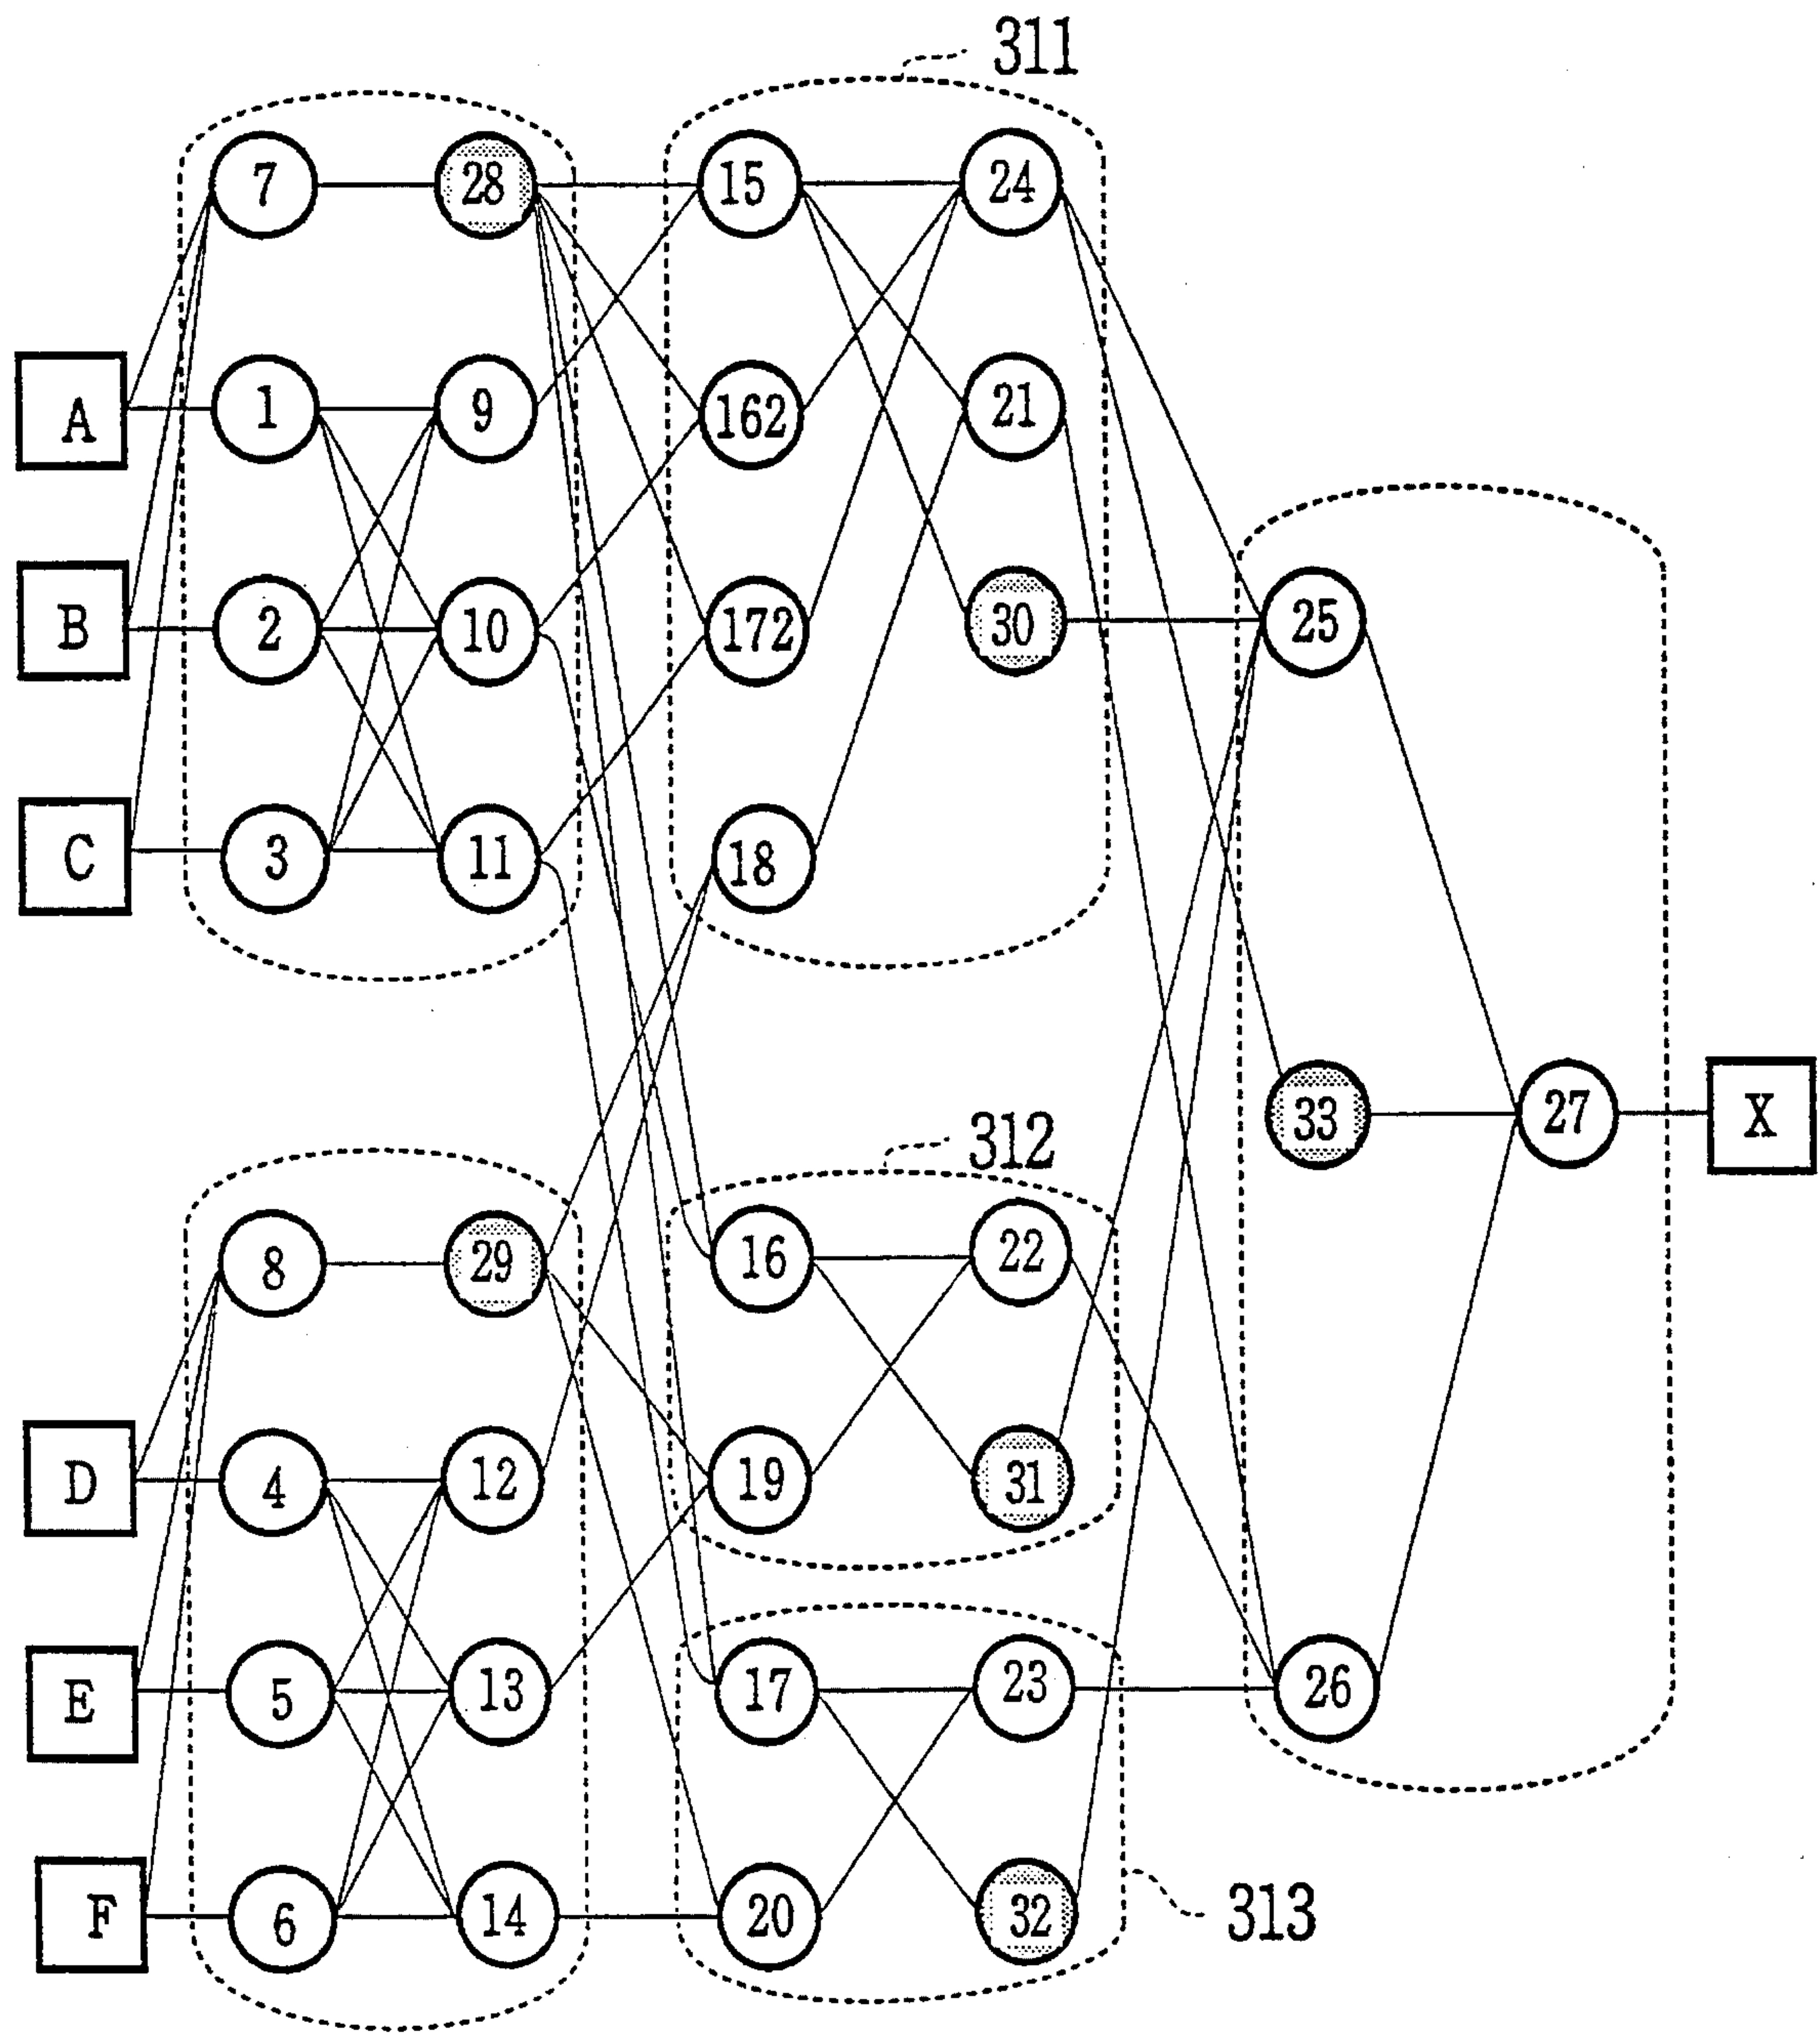 311
7 28 15 24
A 1 9 162 21
B 2 10 172 30 25
C 3 11 18
33 27 X
312
8 29 16 22
D 4 12 19 31
E 5 13 17 23 26
F 6 14 20 32 313